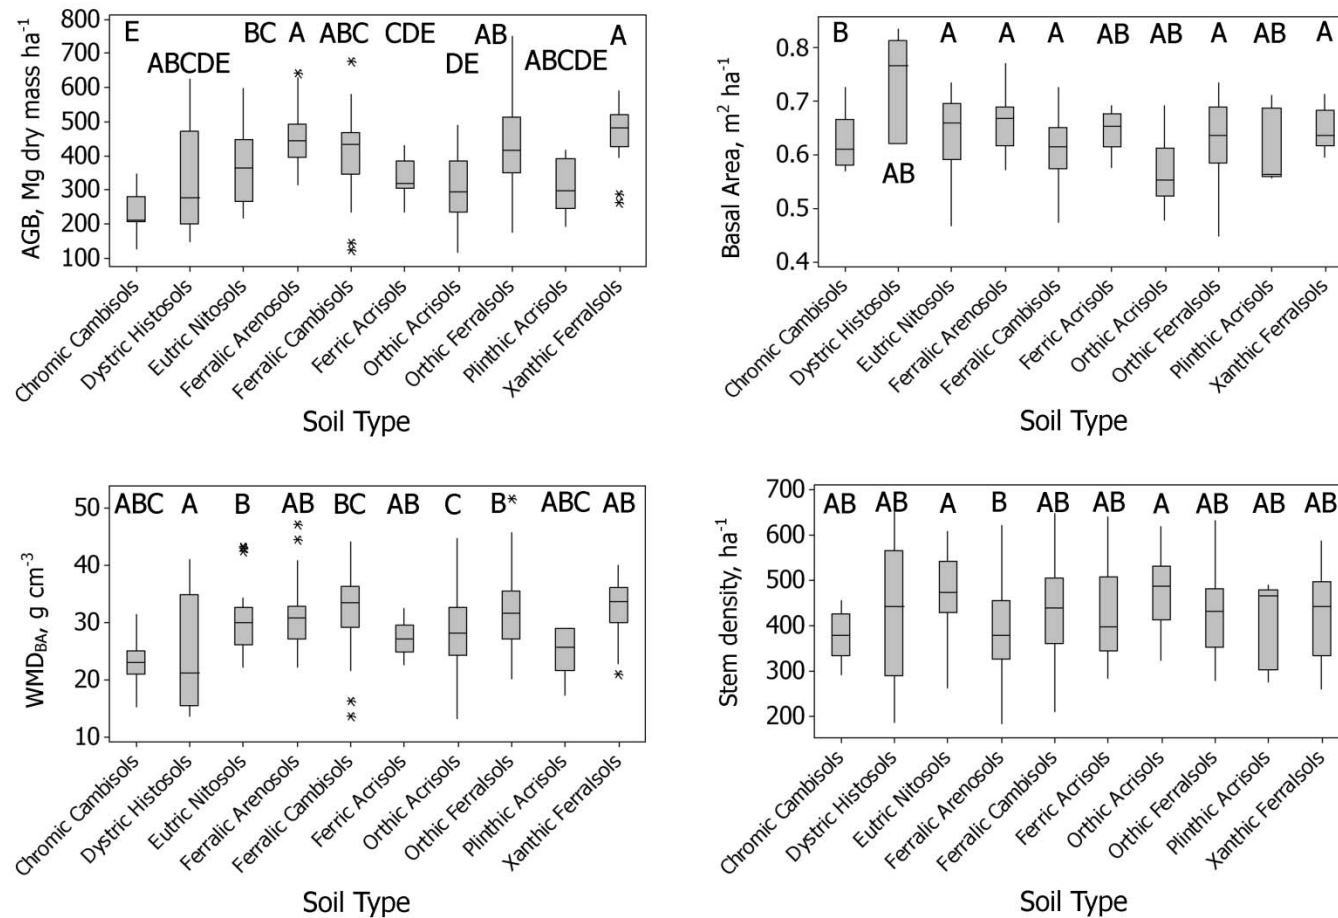 800
700
600
500
400
300
200
100
AGB, Mg dry mass ha⁻¹
E BC A ABC CDE AB A
ABCDE DE ABCDE
Chromic Cambisols
Dystric Histosols
Eutric Nitosols
Ferralic Arenosols
Ferralic Cambisols
Ferric Acrisols
Orthic Acrisols
Orthic Ferralsols
Plinthic Acrisols
Xanthic Ferralsols
Soil Type
0.8
0.7
0.6
0.5
0.4
Basal Area, m² ha⁻¹
B A A A AB AB A AB A
AB
Chromic Cambisols
Dystric Histosols
Eutric Nitosols
Ferralic Arenosols
Ferralic Cambisols
Ferric Acrisols
Orthic Acrisols
Orthic Ferralsols
Plinthic Acrisols
Xanthic Ferralsols
Soil Type
50
40
30
20
10
WMD_BA, g cm⁻³
ABC A B AB BC AB C B ABC AB
Chromic Cambisols
Dystric Histosols
Eutric Nitosols
Ferralic Arenosols
Ferralic Cambisols
Ferric Acrisols
Orthic Acrisols
Orthic Ferralsols
Plinthic Acrisols
Xanthic Ferralsols
Soil Type
700
600
500
400
300
200
Stem density, ha⁻¹
AB AB A B AB AB A AB AB AB
Chromic Cambisols
Dystric Histosols
Eutric Nitosols
Ferralic Arenosols
Ferralic Cambisols
Ferric Acrisols
Orthic Acrisols
Orthic Ferralsols
Plinthic Acrisols
Xanthic Ferralsols
Soil Type